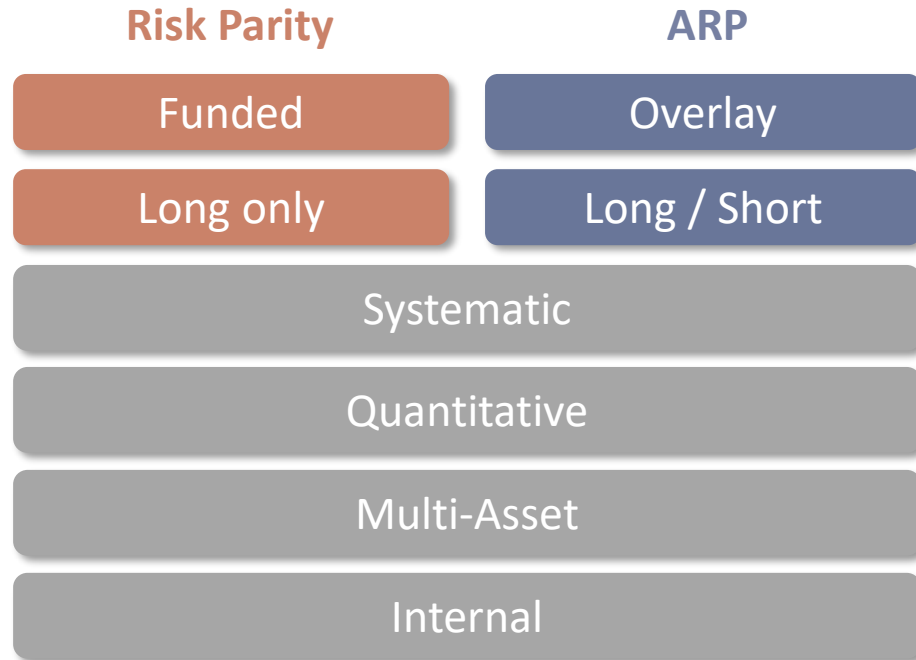 Risk Parity
ARP
Funded
Overlay
Long only
Long / Short
Systematic
Quantitative
Multi-Asset
Internal